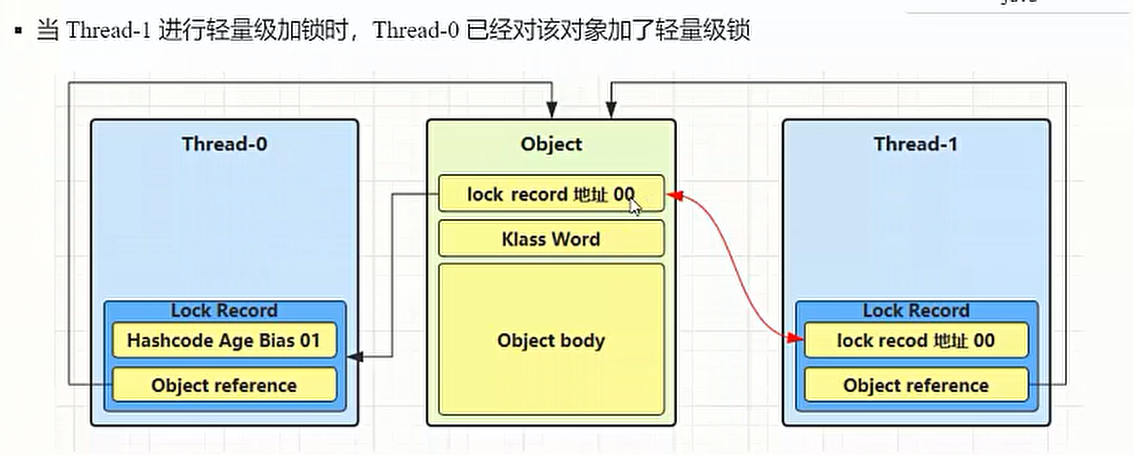 ▪ 当 Thread-1 进行轻量级加锁时，Thread-0 已经对该对象加了轻量级锁
Thread-0
Object
Thread-1
lock record 地址 00
Klass Word
Object body
Lock Record
Hashcode Age Bias 01
Object reference
Lock Record
lock recod 地址 00
Object reference